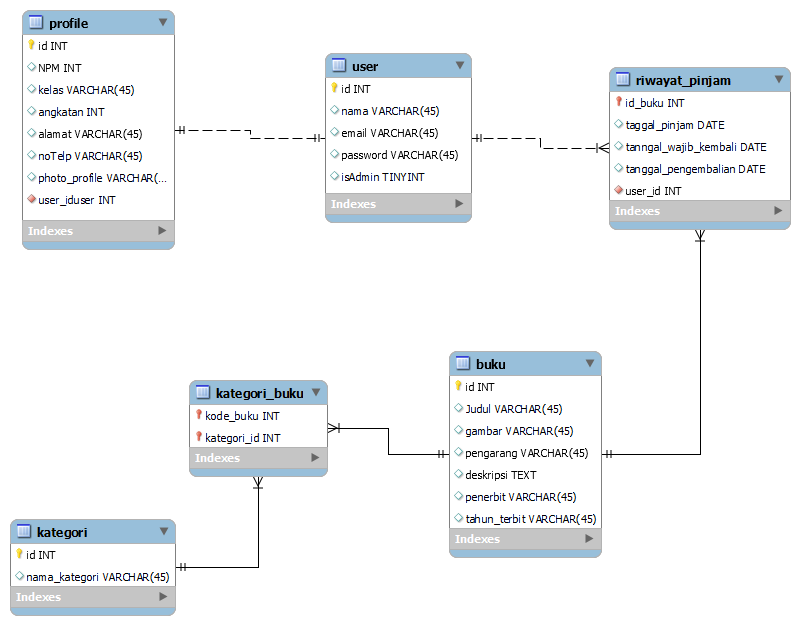 profile
id INT
NPM INT
kelas VARCHAR(45)
angkatan INT
alamat VARCHAR(45)
noTelp VARCHAR(45)
photo_profile VARCHAR(...
user_iduser INT
Indexes
user
id INT
nama VARCHAR(45)
email VARCHAR(45)
password VARCHAR(45)
isAdmin TINYINT
Indexes
riwayat_pinjam
id_buku INT
taggal_pinjam DATE
tanngal_wajib_kembali DATE
tanggal_pengembalian DATE
user_id INT
Indexes
kategori_buku
kode_buku INT
kategori_id INT
Indexes
buku
id INT
Judul VARCHAR(45)
gambar VARCHAR(45)
pengarang VARCHAR(45)
deskripsi TEXT
penerbit VARCHAR(45)
tahun_terbit VARCHAR(45)
Indexes
kategori
id INT
nama_kategori VARCHAR(45)
Indexes